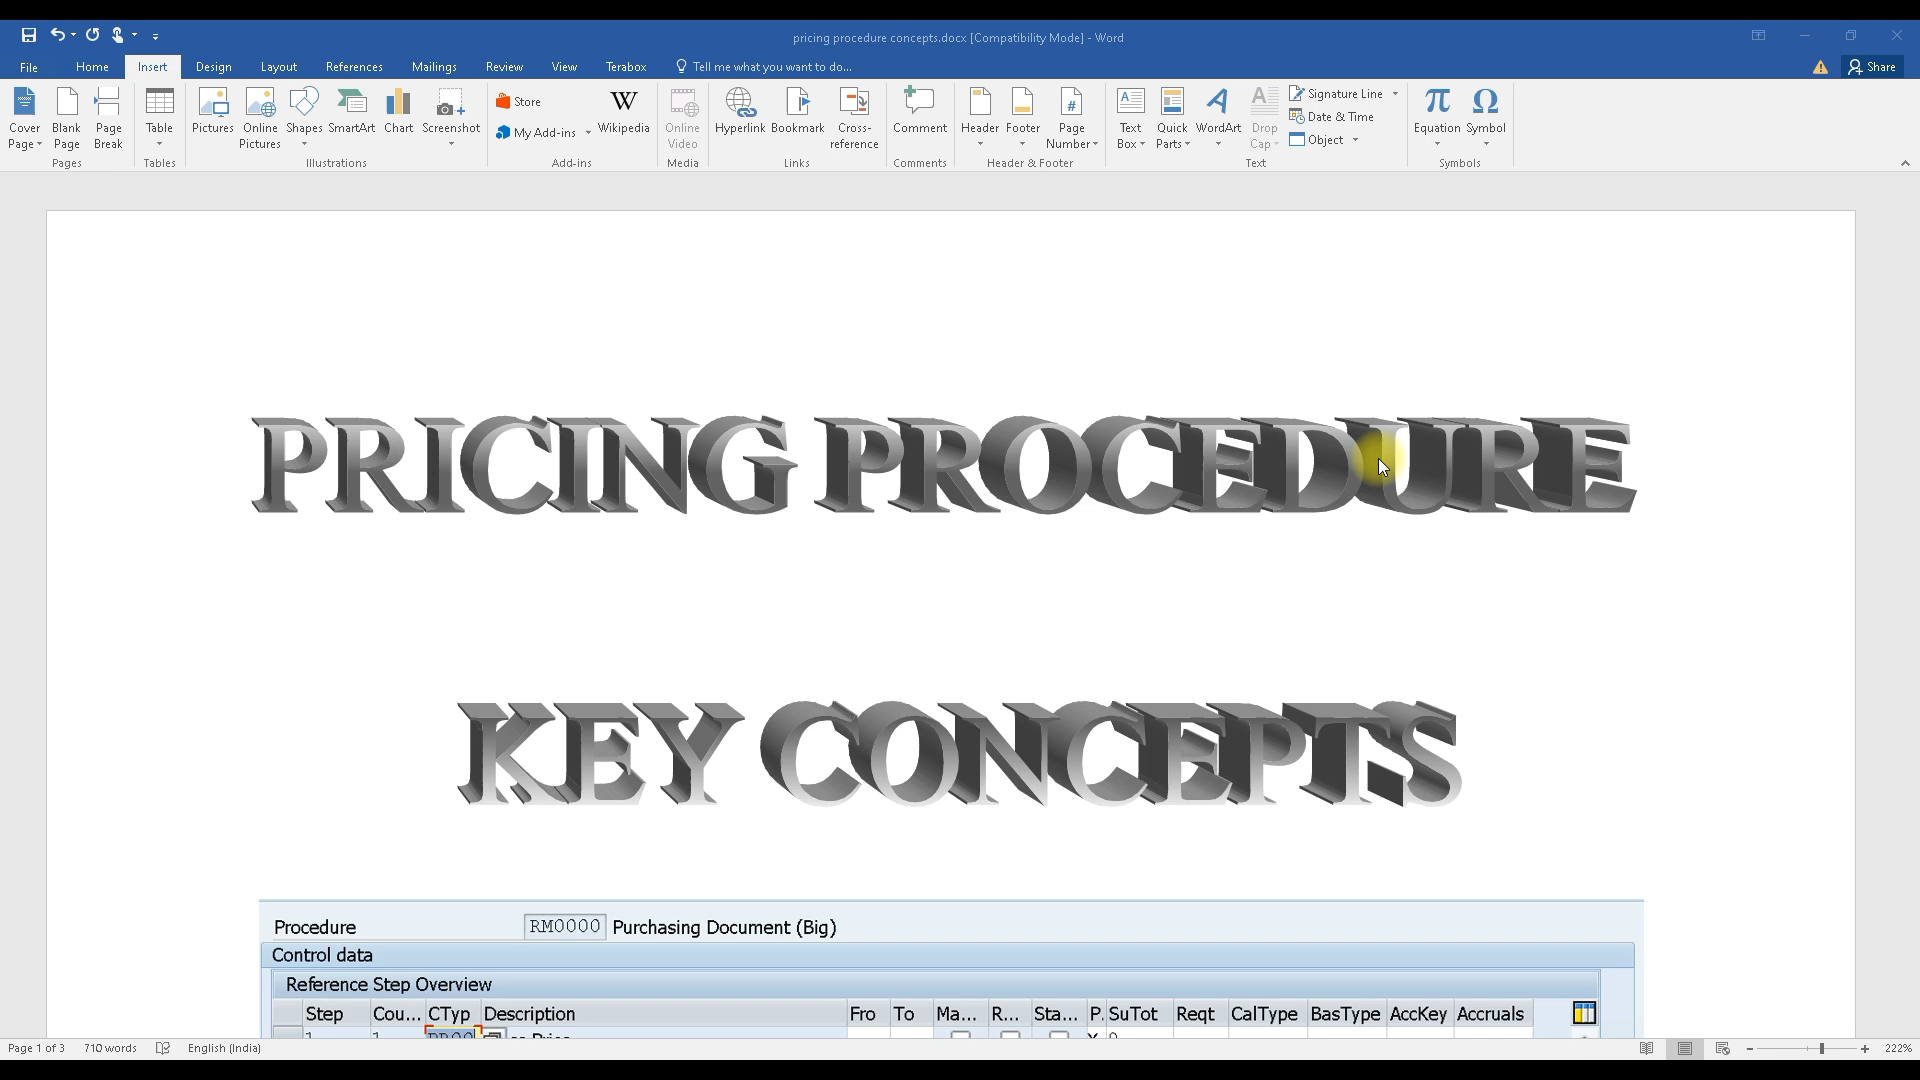 pricing procedure concepts.docx [Compatibility Mode] - Word
File Home Insert Design Layout References Mailings Review View Terabox Tell me what you want to do... Share
Cover Page
Blank Page
Page Break
Pages
Table
Tables
Pictures
Online Pictures
Shapes
SmartArt
Chart
Screenshot
Illustrations
Store
My Add-ins
Wikipedia
Add-ins
Online Video
Media
Hyperlink
Bookmark
Cross-reference
Links
Comment
Comments
Header
Footer
Page Number
Header & Footer
Text Box
Quick Parts
WordArt
Drop Cap
Signature Line
Date & Time
Object
Text
Equation
Symbol
Symbols
PRICING PROCEDURE
KEY CONCEPTS
Procedure RM0000 Purchasing Document (Big)
Control data
Reference Step Overview
Step Cou... CTyp Description Fro To Ma... R... Sta... P. SuTot Reqt CalType BasType AccKey Accruals
Page 1 of 3 710 words English (India) 222%